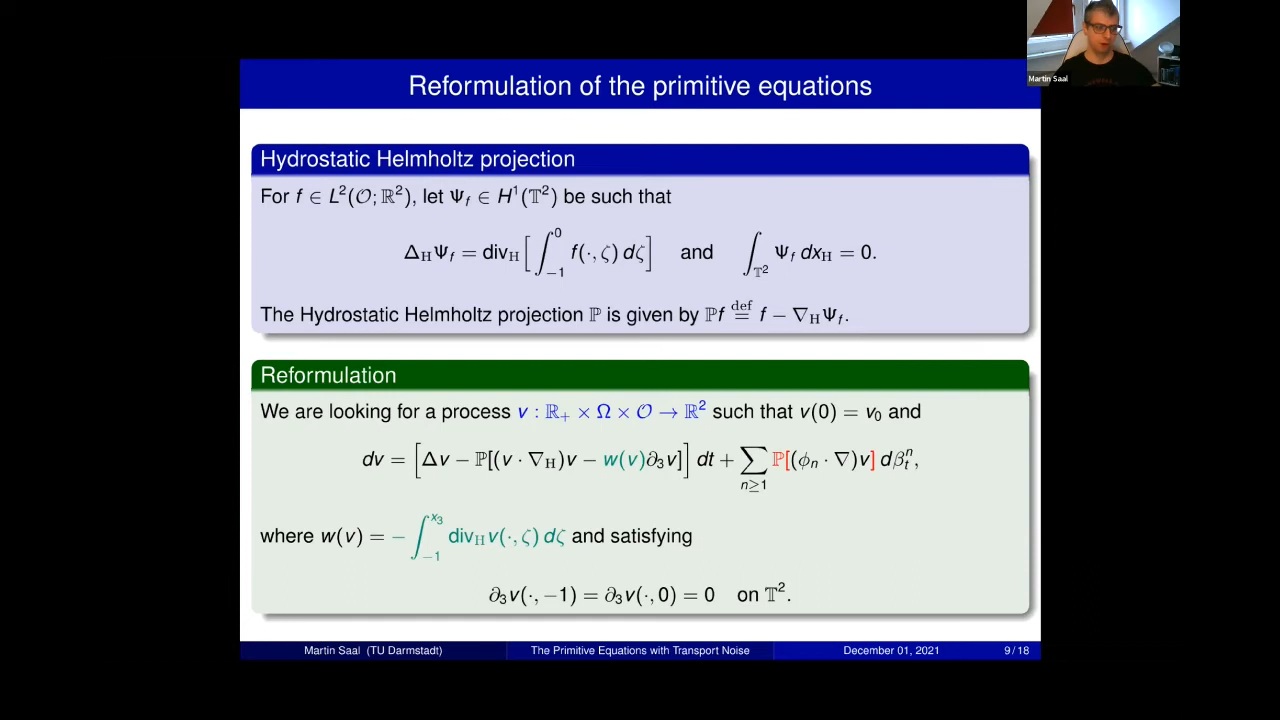 Martin Saal
Reformulation of the primitive equations
Hydrostatic Helmholtz projection
For f ∈ L²(𝒪; ℝ²), let Ψ_f ∈ H¹(𝕋²) be such that
Δ_H Ψ_f = div_H [∫_{-1}^{0} f(·, ζ) dζ] and ∫_{𝕋²} Ψ_f dx_H = 0.
The Hydrostatic Helmholtz projection ℙ is given by ℙf ≝ f − ∇_H Ψ_f.
Reformulation
We are looking for a process v : ℝ₊ × Ω × 𝒪 → ℝ² such that v(0) = v₀ and
dv = [Δv − ℙ[(v · ∇_H)v − w(v)∂₃v]] dt + ∑_{n≥1} ℙ[(ϕ_n · ∇)v] dβ_t^n,
where w(v) = − ∫_{-1}^{x₃} div_H v(·, ζ) dζ and satisfying
∂₃v(·, −1) = ∂₃v(·, 0) = 0 on 𝕋².
Martin Saal (TU Darmstadt) The Primitive Equations with Transport Noise December 01, 2021 9 / 18